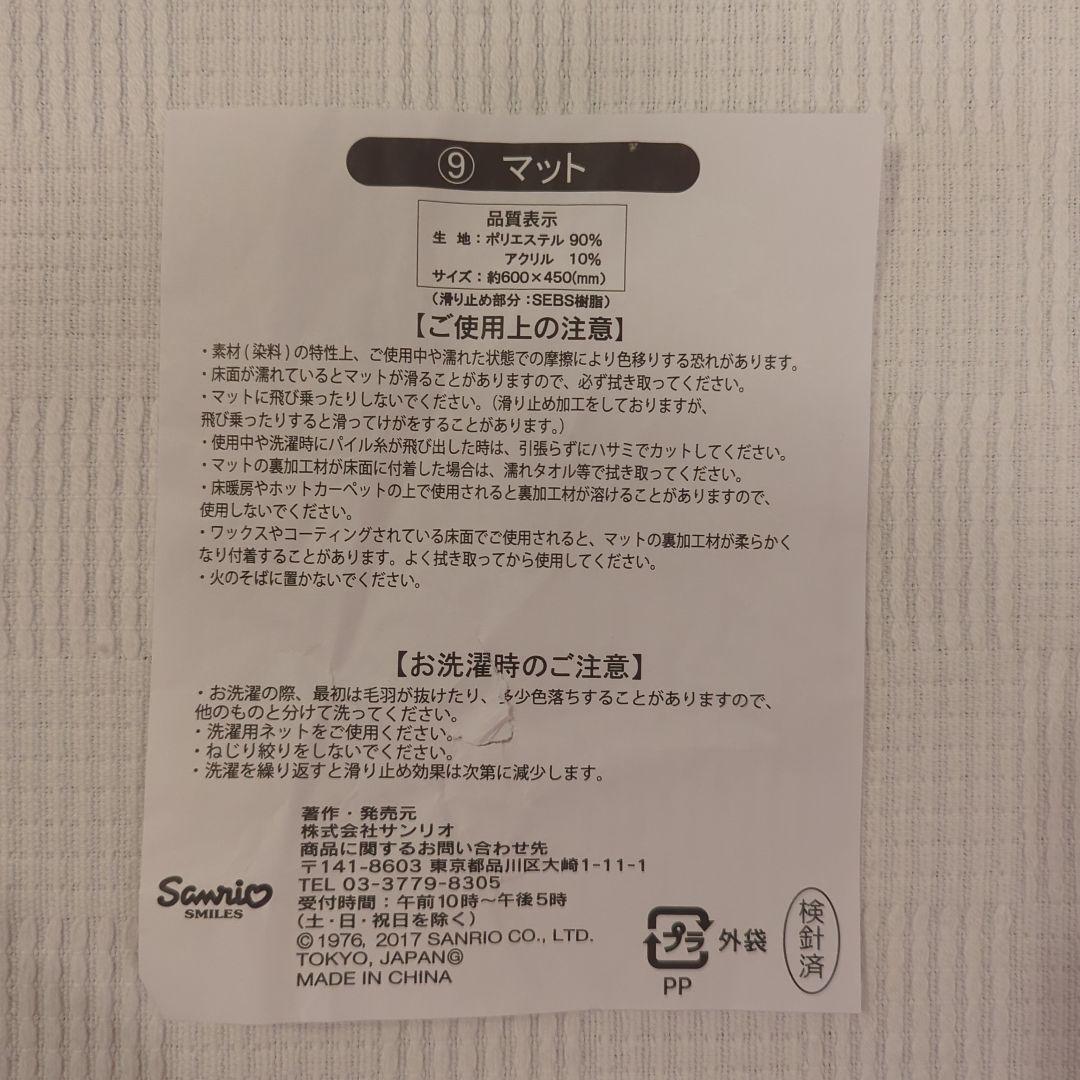 ⑨ マット
品質表示
生 地：ポリエステル 90%
アクリル 10%
サイズ：約600×450(mm)
（滑り止め部分：SEBS樹脂）
【ご使用上の注意】
・素材(染料)の特性上、ご使用中や濡れた状態での摩擦により色移りする恐れがあります。
・床面が濡れているとマットが滑ることがありますので、必ず拭き取ってください。
・マットに飛び乗ったりしないでください。（滑り止め加工をしておりますが、
飛び乗ったりすると滑ってけがをすることがあります。）
・使用中や洗濯時にパイル糸が飛び出した時は、引張らずにハサミでカットしてください。
・マットの裏加工材が床面に付着した場合は、濡れタオル等で拭き取ってください。
・床暖房やホットカーペットの上で使用されると裏加工材が溶けることがありますので、
使用しないでください。
・ワックスやコーティングされている床面でご使用されると、マットの裏加工材が柔らかく
なり付着することがあります。よく拭き取ってから使用してください。
・火のそばに置かないでください。
【お洗濯時のご注意】
・お洗濯の際、最初は毛羽が抜けたり、多少色落ちすることがありますので、
他のものと分けて洗ってください。
・洗濯用ネットをご使用ください。
・ねじり絞りをしないでください。
・洗濯を繰り返すと滑り止め効果は次第に減少します。
著作・発売元
株式会社サンリオ
商品に関するお問い合わせ先
〒141-8603 東京都品川区大崎1-11-1
TEL 03-3779-8305
受付時間：午前10時～午後5時
（土・日・祝日を除く）
©1976, 2017 SANRIO CO., LTD.
TOKYO, JAPANⒼ
MADE IN CHINA
Sanrio
SMILES
プラ 外袋
PP
検針済